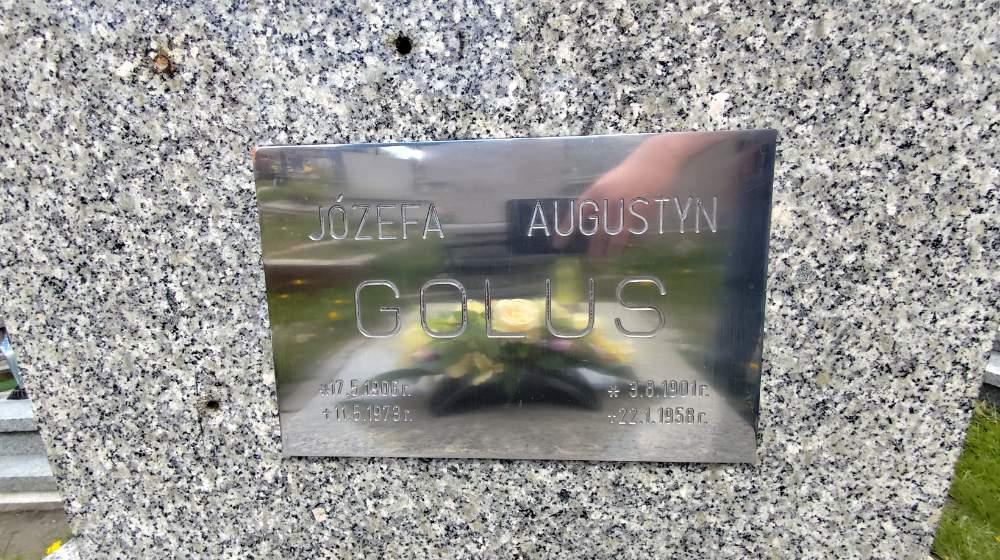 JÓZEFA AUGUSTYN
GOLUS
*17.5.1906r. * 3.8.1901r.
+11.5.1979r. +22.1.1958r.